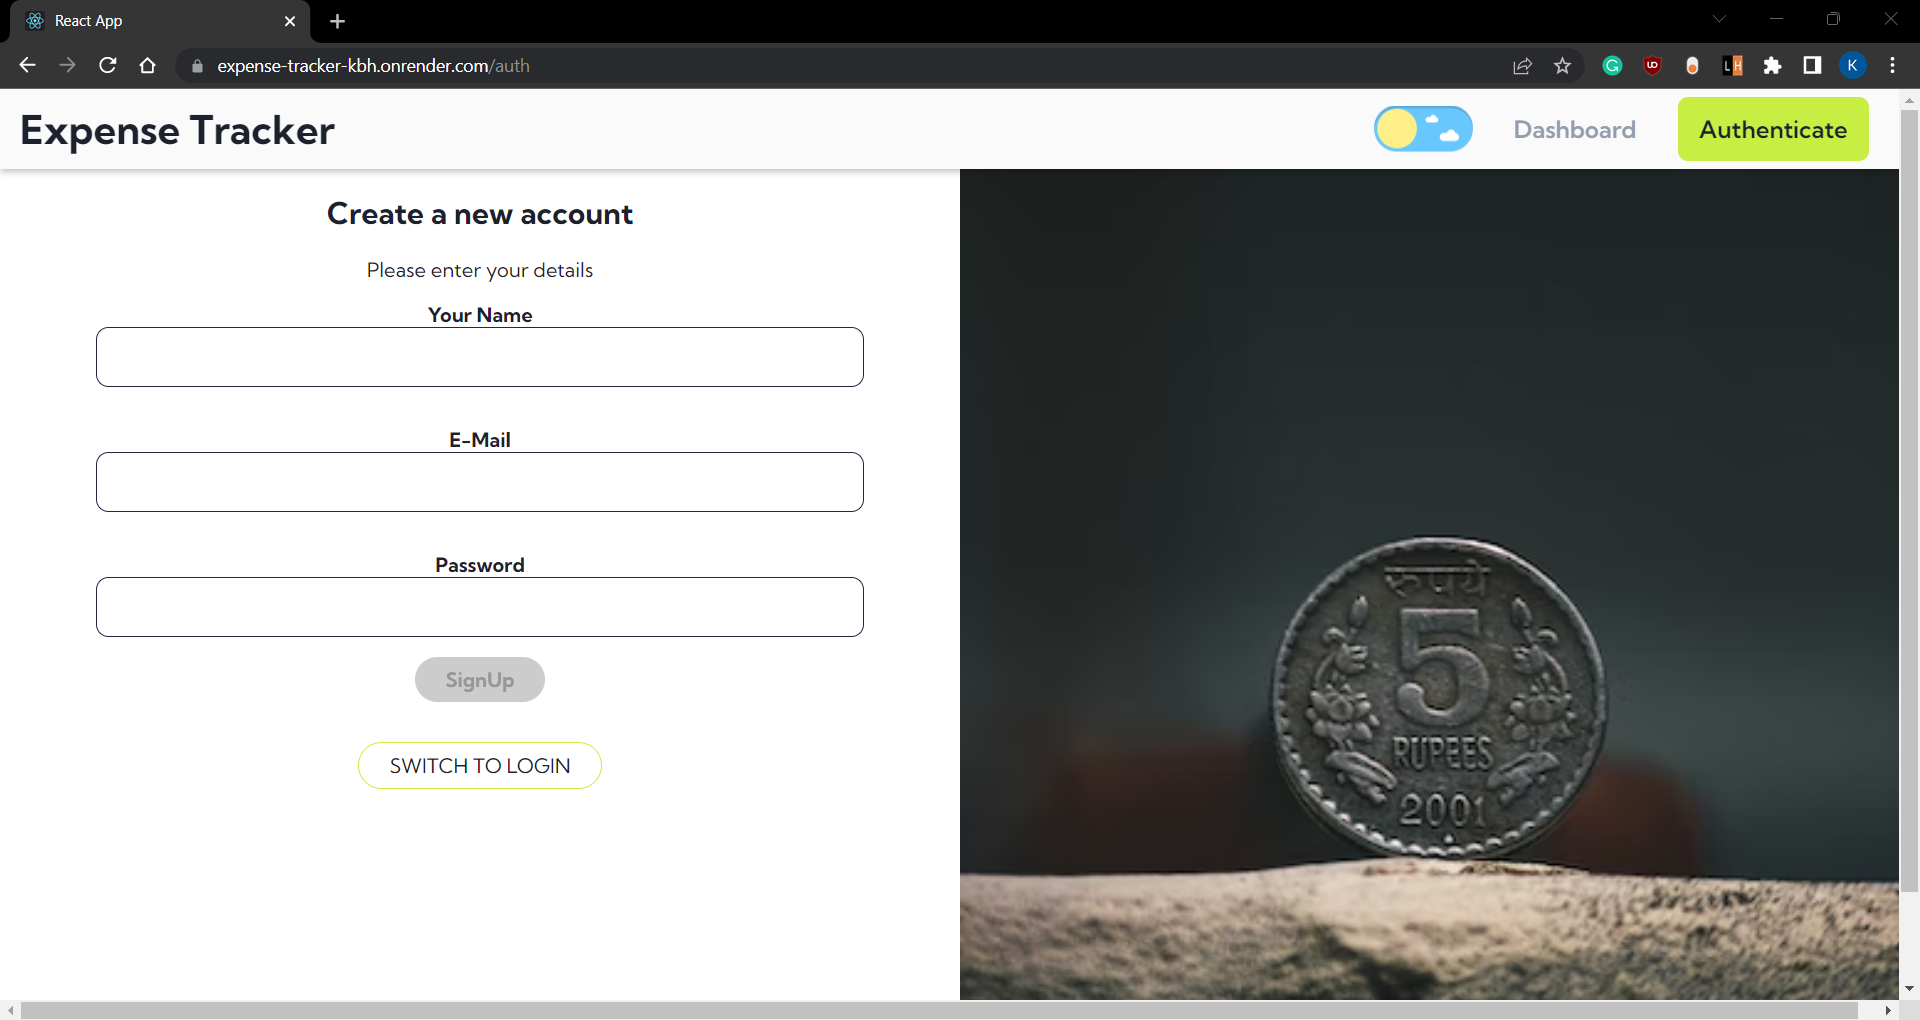 React App
expense-tracker-kbh.onrender.com/auth
K
Expense Tracker
Dashboard
Authenticate
Create a new account
Please enter your details
Your Name
E-Mail
Password
SignUp
SWITCH TO LOGIN
रुपये
5
RUPEES
2001